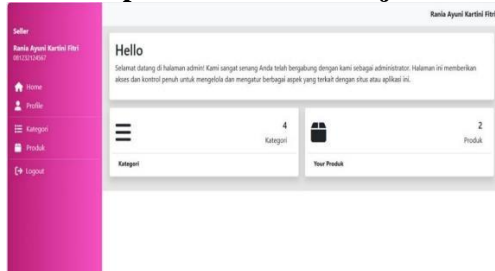 Rania Ayuni Kartini Fitri
Seller
Rania Ayuni Kartini Fitri
Home
Profile
Kategori
Produk
Logout
Hello
Selamat datang di halaman admin! Kami sangat senang Anda telah bergabung dengan kami sebagai administrator. Halaman ini memberikan
akses dan kontrol penuh untuk mengelola dan mengatur berbagai aspek yang terkait dengan situs atau aplikasi ini.
4
Kategori
Kategori
2
Produk
Your Produk